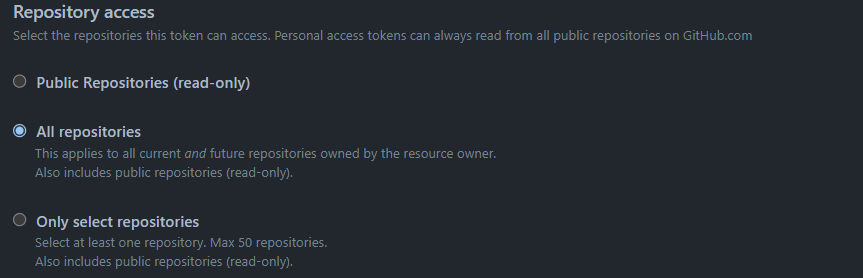 Repository access
Select the repositories this token can access. Personal access tokens can always read from all public repositories on GitHub.com
Public Repositories (read-only)
All repositories
This applies to all current and future repositories owned by the resource owner.
Also includes public repositories (read-only).
Only select repositories
Select at least one repository. Max 50 repositories.
Also includes public repositories (read-only).